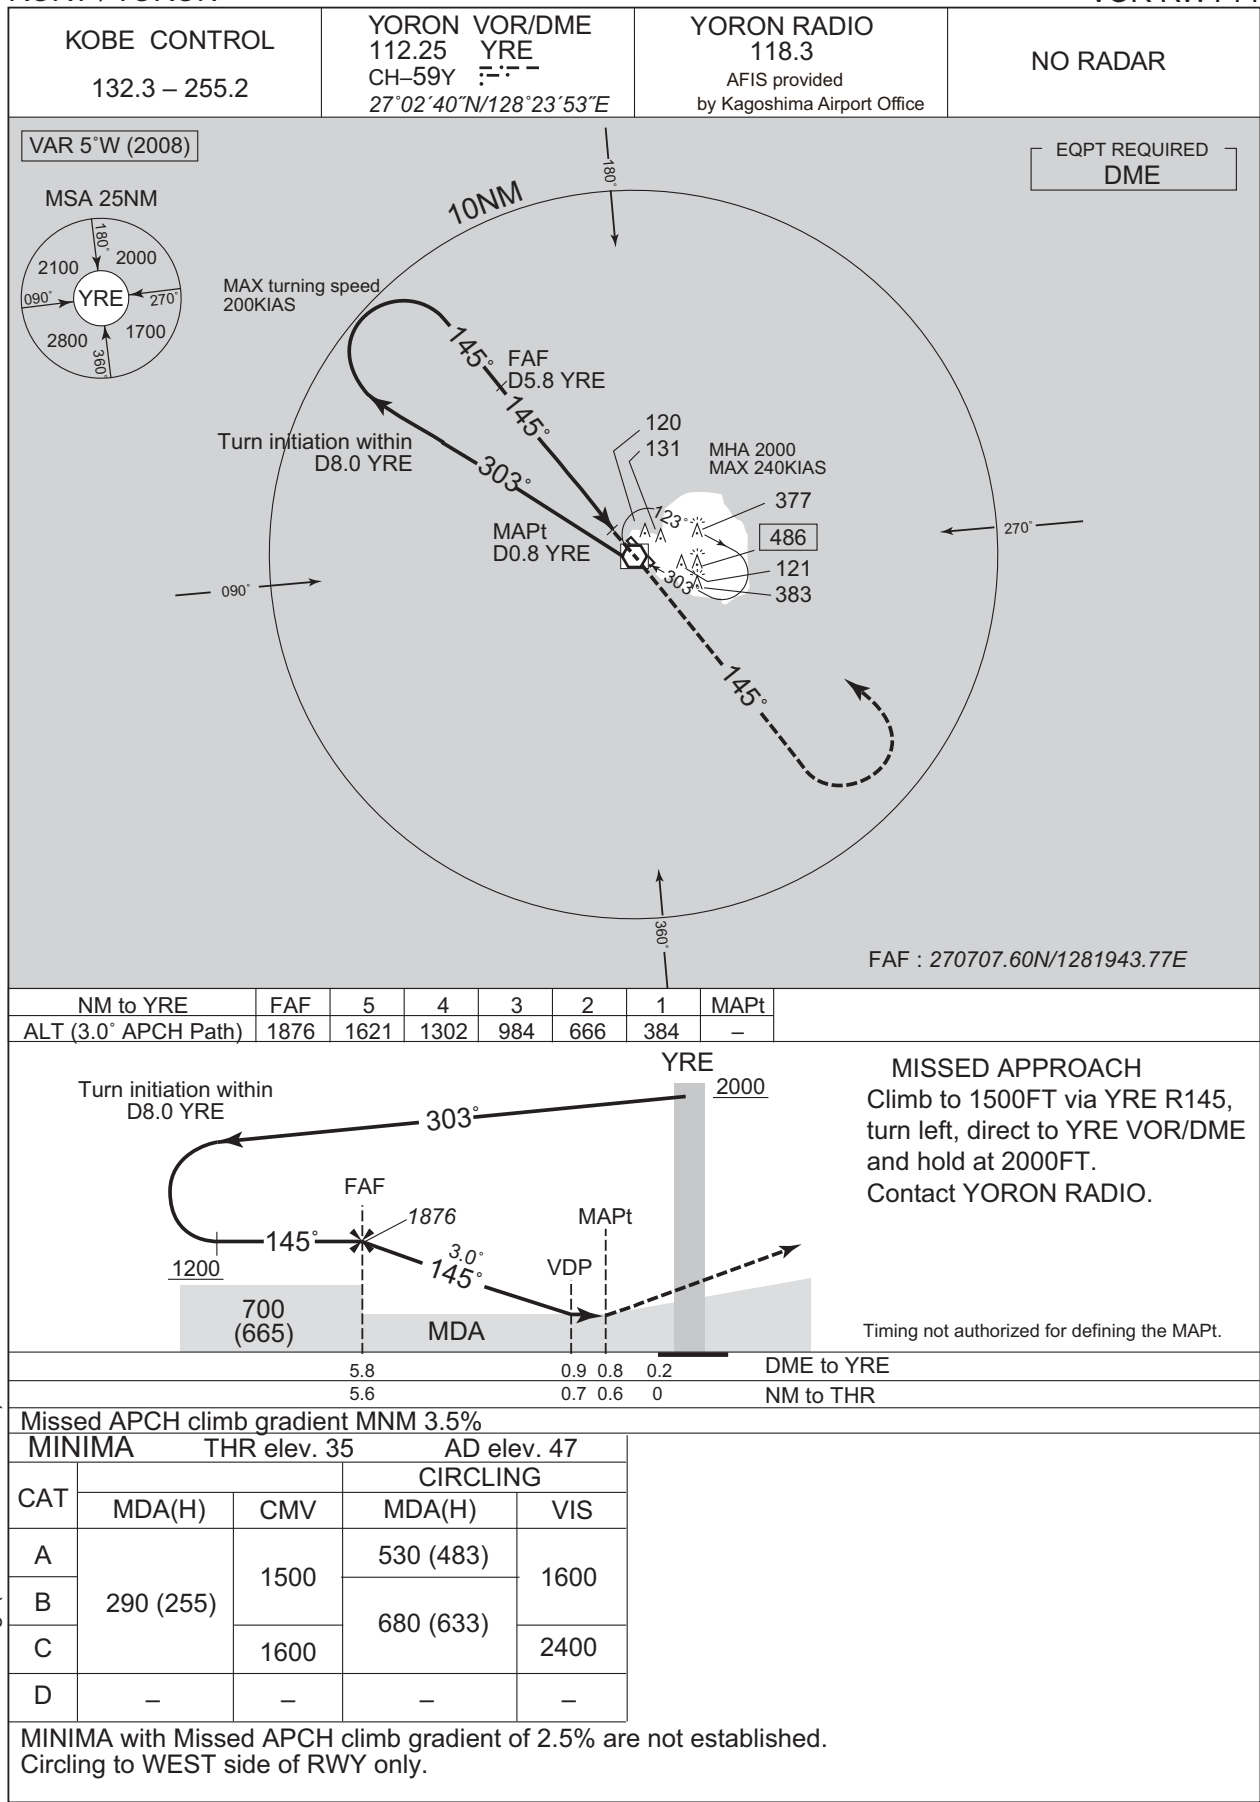 KOBE CONTROL
132.3 – 255.2
YORON VOR/DME
112.25 YRE
CH–59Y
27°02´40˝N/128°23´53˝E
YORON RADIO
118.3
AFIS provided
by Kagoshima Airport Office
NO RADAR
VAR 5°W (2008)
EQPT REQUIRED
DME
MSA 25NM
180°
2100
2000
090°
YRE
270°
2800
1700
360°
180°
10NM
MAX turning speed
200KIAS
145°
FAF
D5.8 YRE
145°
Turn initiation within
D8.0 YRE
303°
120
131
MHA 2000
MAX 240KIAS
123°
377
486
MAPt
D0.8 YRE
121
303°
383
270°
090°
145°
360°
FAF : 270707.60N/1281943.77E
NM to YRE FAF 5 4 3 2 1 MAPt
ALT (3.0° APCH Path) 1876 1621 1302 984 666 384 –
YRE
2000
Turn initiation within
D8.0 YRE
303°
FAF
1876
MAPt
145°
3.0°
145°
VDP
1200
700
(665)
MDA
MISSED APPROACH
Climb to 1500FT via YRE R145,
turn left, direct to YRE VOR/DME
and hold at 2000FT.
Contact YORON RADIO.
Timing not authorized for defining the MAPt.
5.8 0.9 0.8 0.2 DME to YRE
5.6 0.7 0.6 0 NM to THR
Missed APCH climb gradient MNM 3.5%
MINIMA THR elev. 35 AD elev. 47
CAT
CIRCLING
MDA(H) CMV MDA(H) VIS
A
530 (483)
1500
1600
B
290 (255)
680 (633)
C
1600
2400
D – – – –
MINIMA with Missed APCH climb gradient of 2.5% are not established.
Circling to WEST side of RWY only.